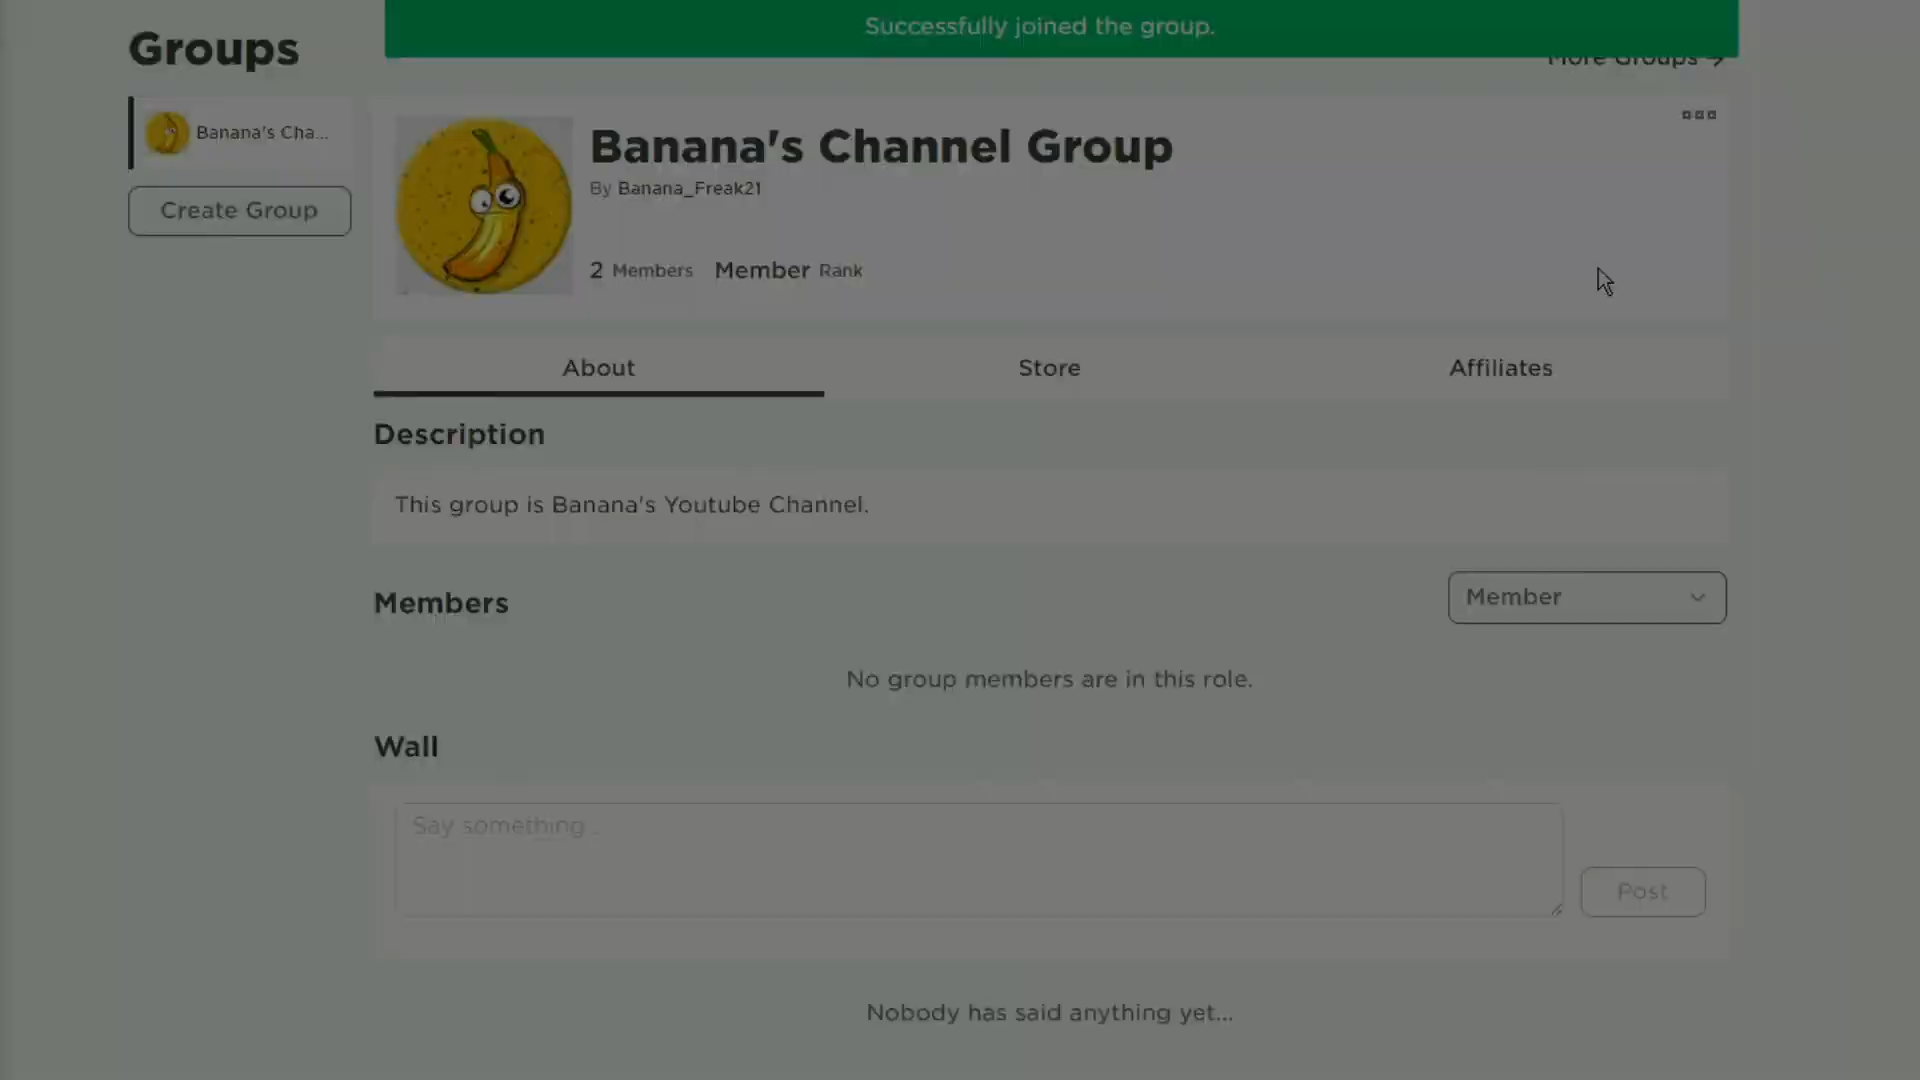 Successfully joined the group.
Groups
More Groups →
Banana's Cha...
Create Group
Banana's Channel Group
By Banana_Freak21
2 Members Member Rank
About Store Affiliates
Description
This group is Banana's Youtube Channel.
Members
Member
No group members are in this role.
Wall
Say something...
Post
Nobody has said anything yet...